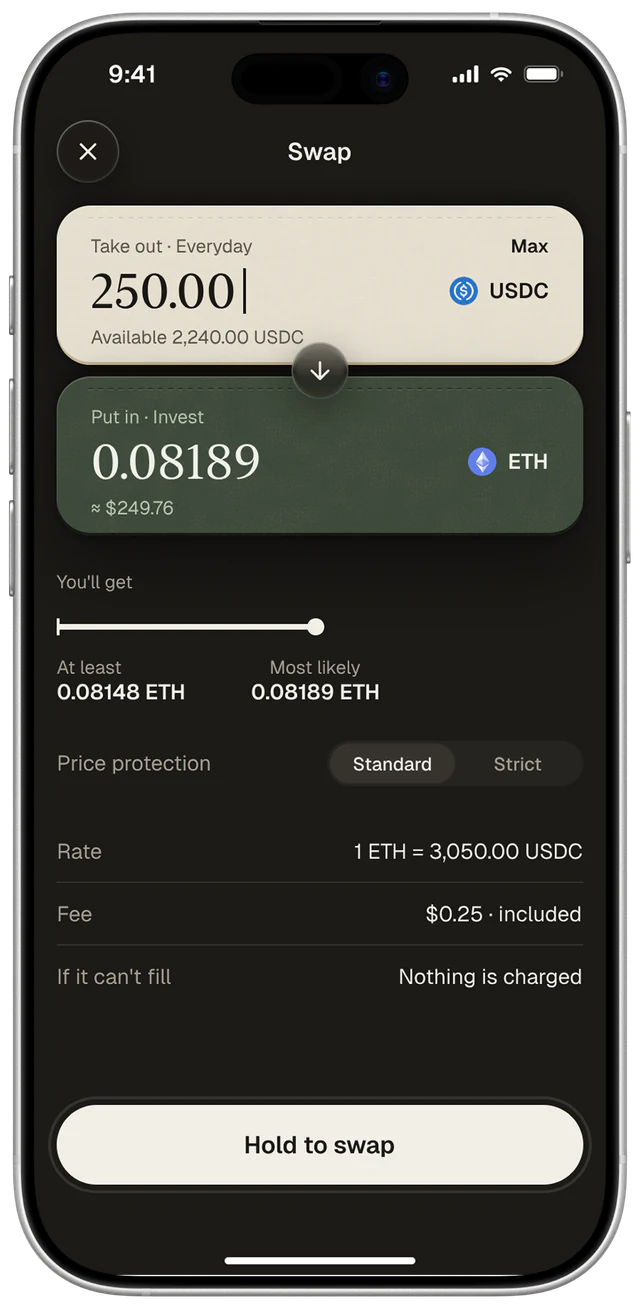 9:41
Swap
Take out · Everyday
Max
250.00
USDC
Available 2,240.00 USDC
Put in · Invest
0.08189
ETH
≈ $249.76
You'll get
At least
Most likely
0.08148 ETH
0.08189 ETH
Price protection
Standard
Strict
Rate
1 ETH = 3,050.00 USDC
Fee
$0.25 · included
If it can't fill
Nothing is charged
Hold to swap